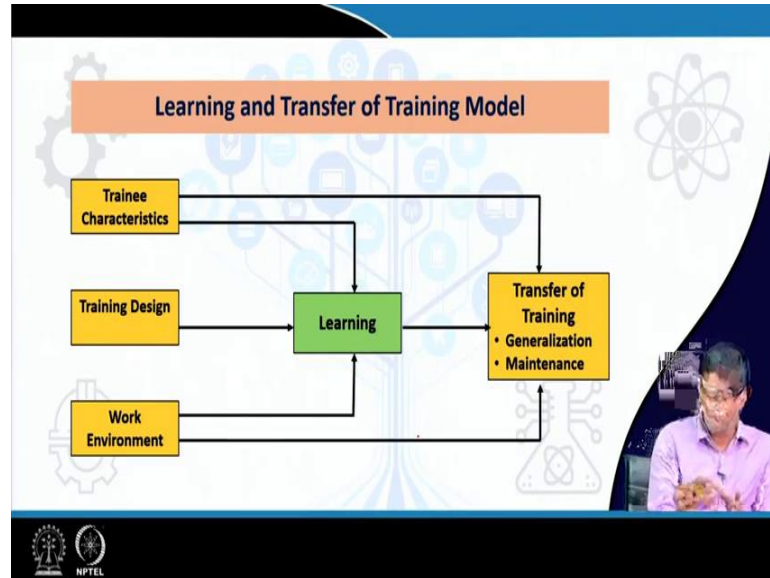 Learning and Transfer of Training Model
Trainee
Characteristics
Training Design
Learning
Work
Environment
Transfer of
Training
• Generalization
• Maintenance
NPTEL